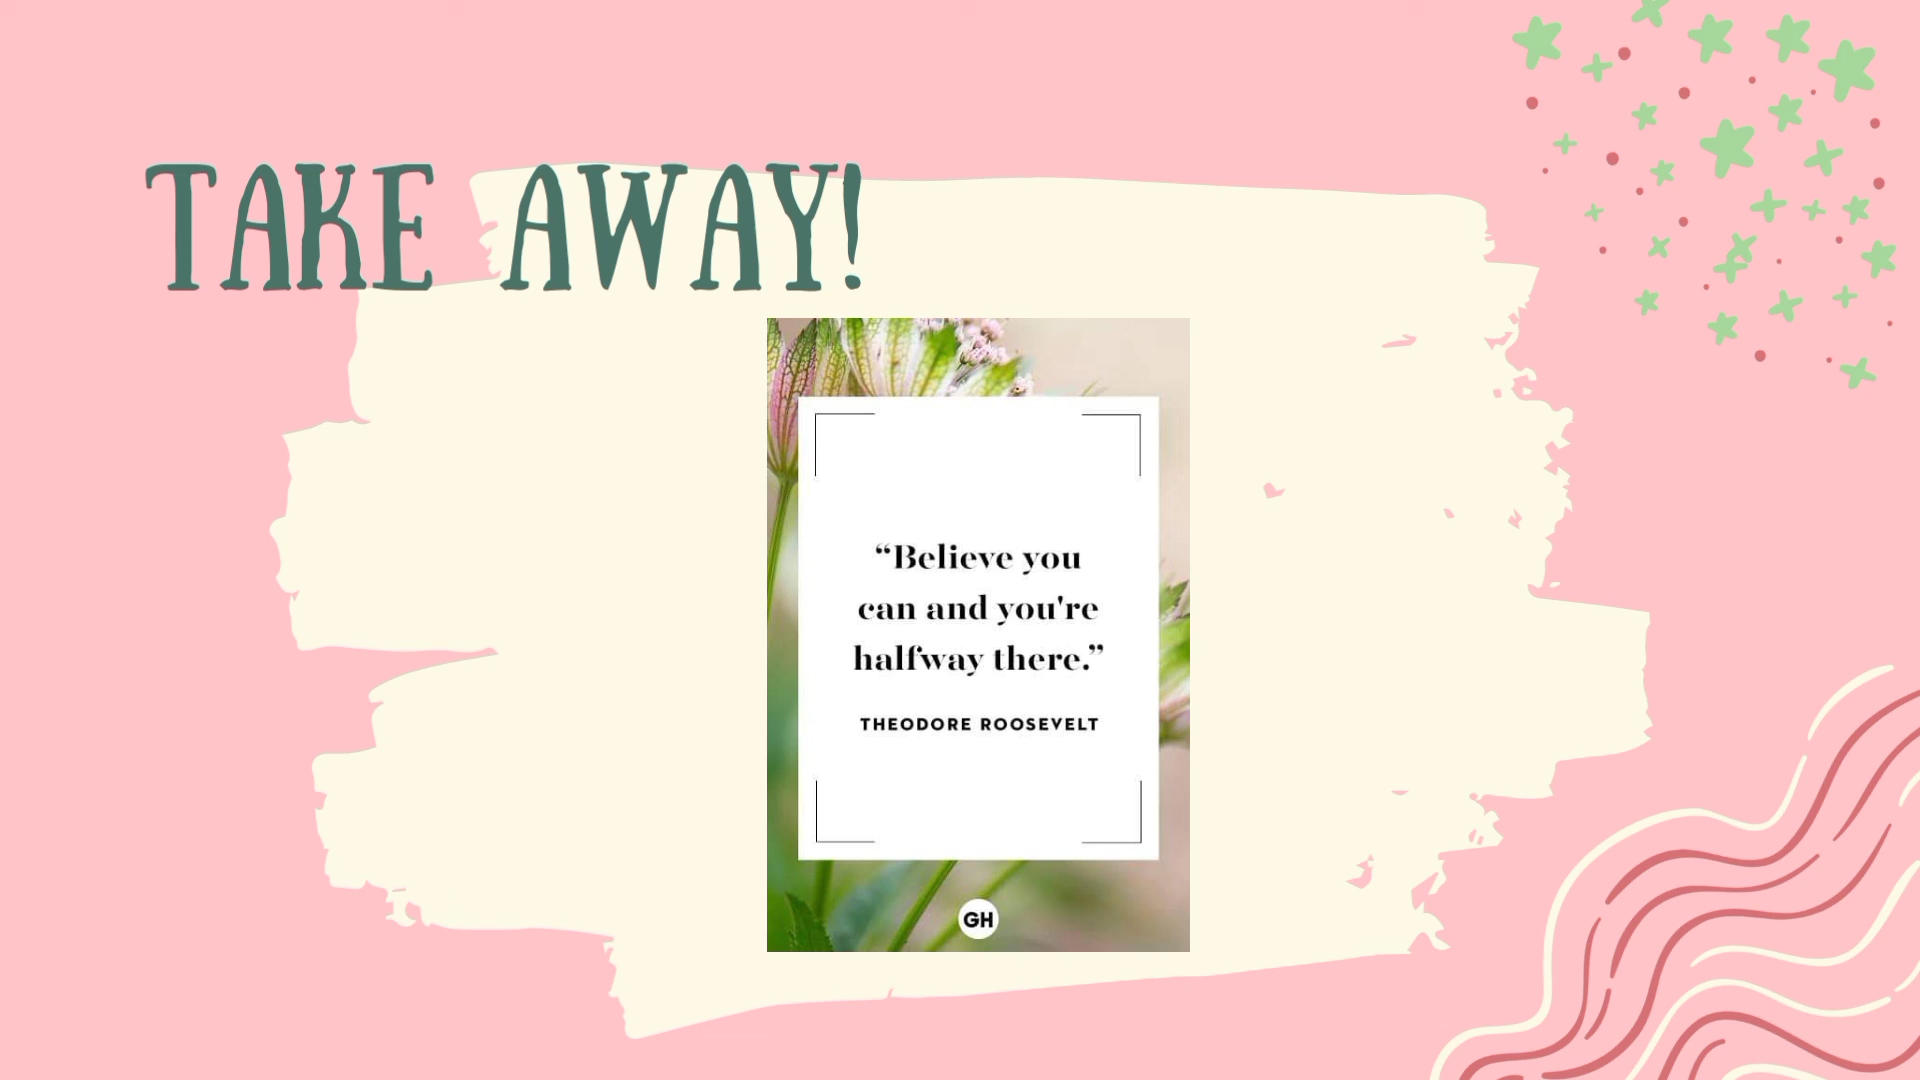 TAKE AWAY!
“Believe you
can and you're
halfway there.”
THEODORE ROOSEVELT
GH